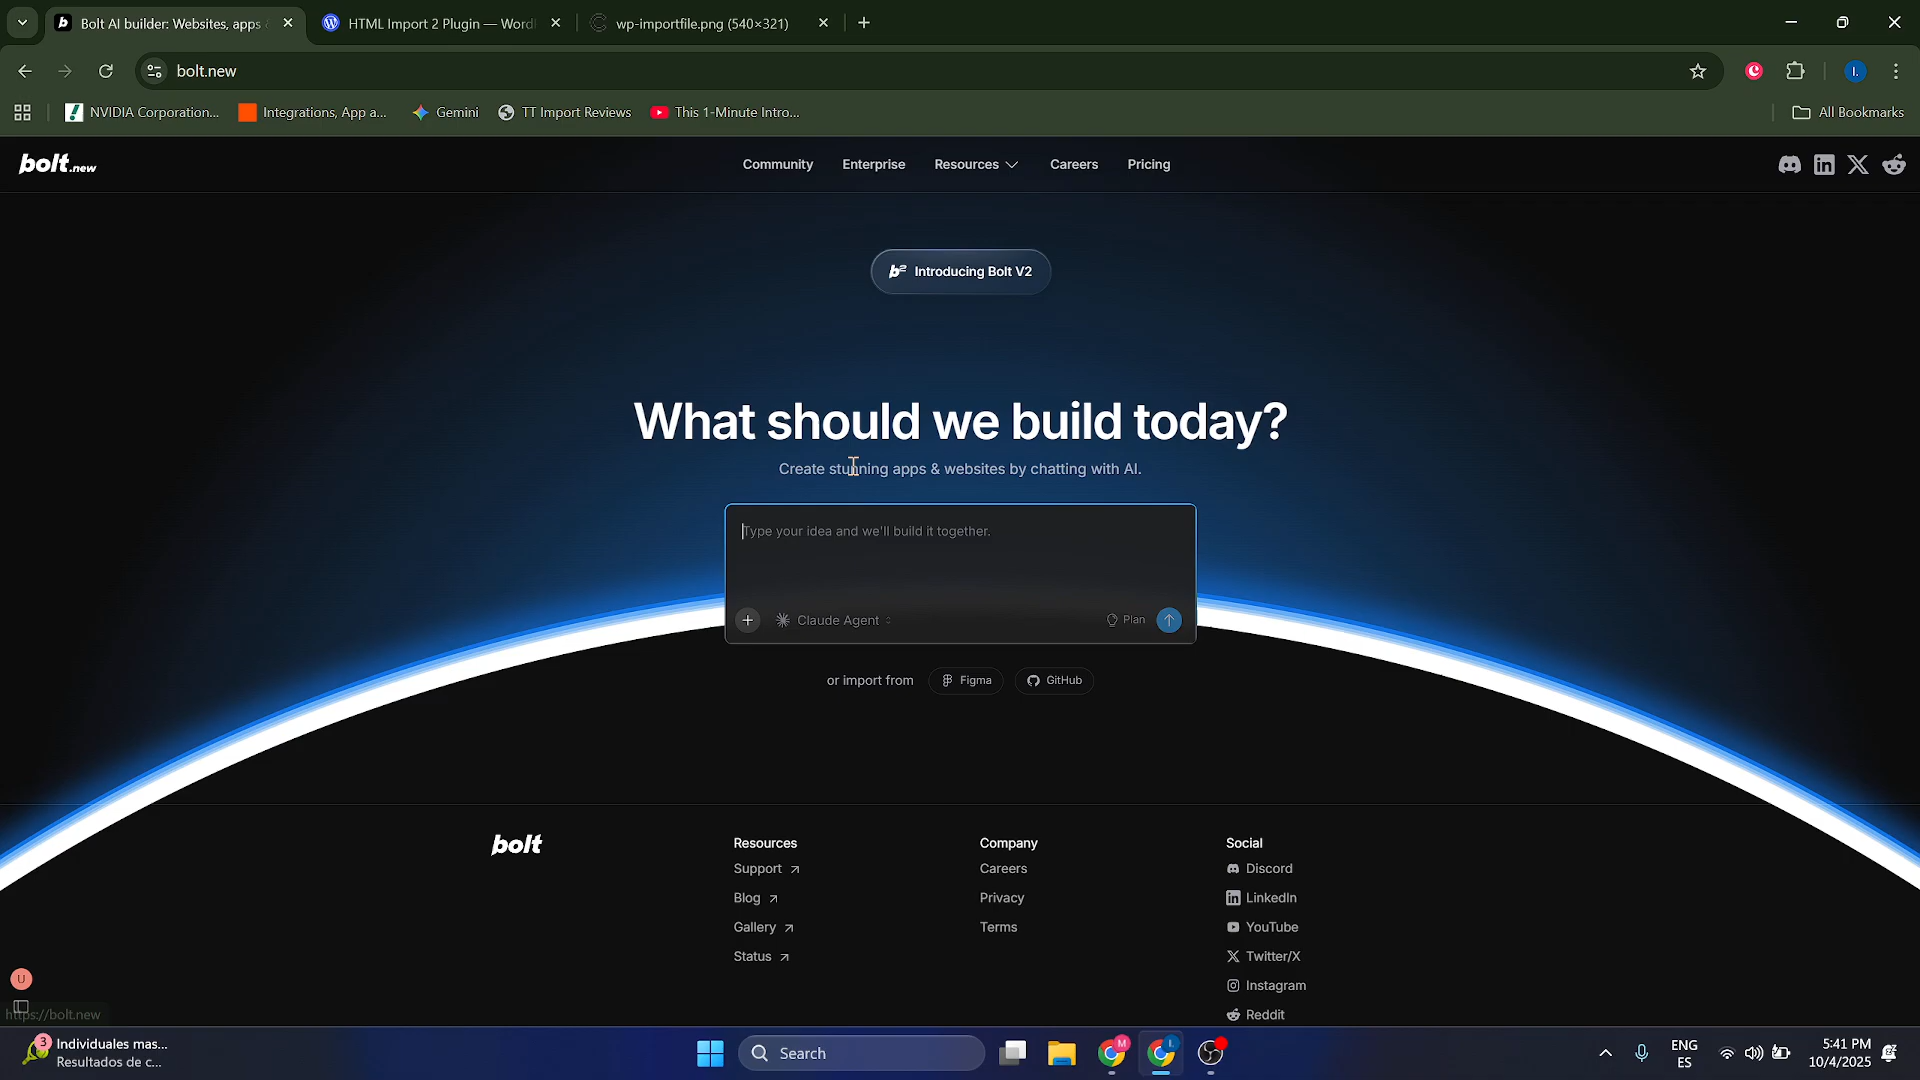 Bolt AI builder: Websites, apps
HTML Import 2 Plugin — Word
wp-importfile.png (540×321)
bolt.new
NVIDIA Corporation...
Integrations, App a...
Gemini
TT Import Reviews
This 1-Minute Intro...
All Bookmarks
I.
bolt.new
Community
Enterprise
Resources
Careers
Pricing
b² Introducing Bolt V2
What should we build today?
Create stunning apps & websites by chatting with AI.
Type your idea and we'll build it together.
Claude Agent
Plan
or import from
Figma
GitHub
bolt
Resources
Support
Blog
Gallery
Status
Company
Careers
Privacy
Terms
Social
Discord
LinkedIn
YouTube
Twitter/X
Instagram
Reddit
U
https://bolt.new
3
Individuales mas...
Resultados de c...
Search
M
I.
ENG
ES
5:41 PM
10/4/2025